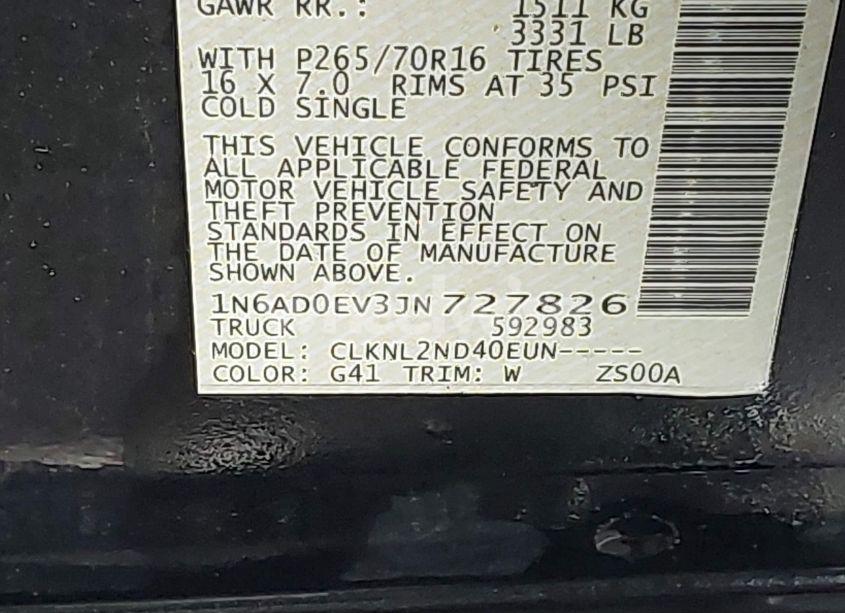 GAWR RR.: 1511 KG
3331 LB
WITH P265/70R16 TIRES
16 X 7.0 RIMS AT 35 PSI
COLD SINGLE
THIS VEHICLE CONFORMS TO
ALL APPLICABLE FEDERAL
MOTOR VEHICLE SAFETY AND
THEFT PREVENTION
STANDARDS IN EFFECT ON
THE DATE OF MANUFACTURE
SHOWN ABOVE.
1N6AD0EV3JN727826
TRUCK 592983
MODEL: CLKNL2ND40EUN-----
COLOR: G41 TRIM: W ZS00A